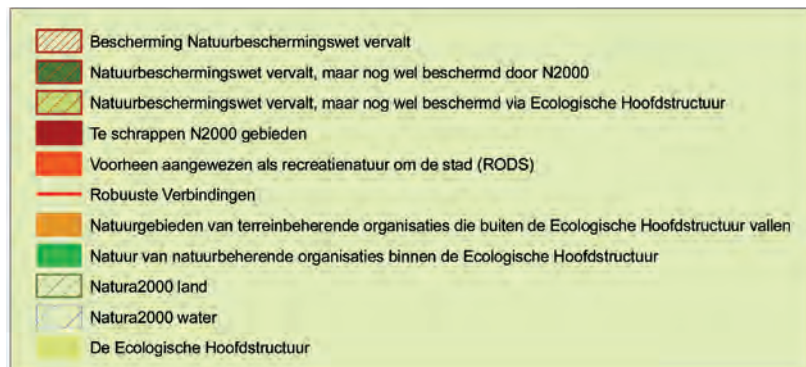 Bescherming Natuurbeschermingswet vervalt
Natuurbeschermingswet vervalt, maar nog wel beschermd door N2000
Natuurbeschermingswet vervalt, maar nog wel beschermd via Ecologische Hoofdstructuur
Te schrappen N2000 gebieden
Voorheen aangewezen als recreatienatuur om de stad (RODS)
Robuuste Verbindingen
Natuurgebieden van terreinbeherende organisaties die buiten de Ecologische Hoofdstructuur vallen
Natuur van natuurbeherende organisaties binnen de Ecologische Hoofdstructuur
Natura2000 land
Natura2000 water
De Ecologische Hoofdstructuur